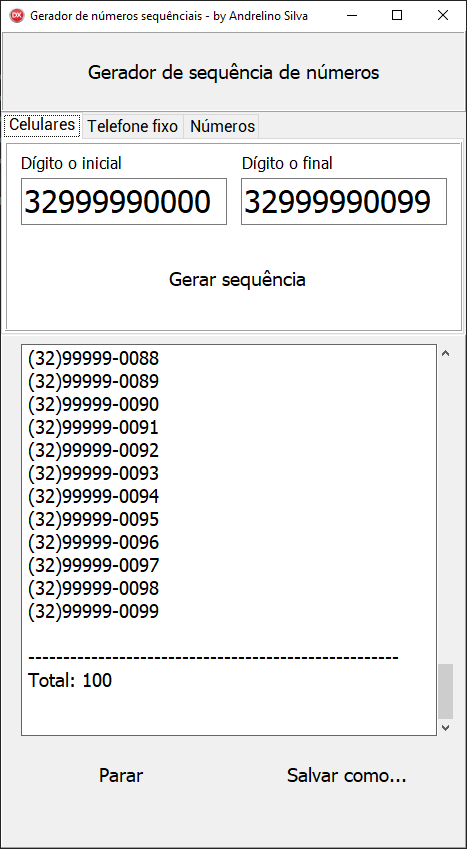 DX Gerador de números sequênciais - by Andrelino Silva
Gerador de sequência de números
Celulares Telefone fixo Números
Dígito o inicial Dígito o final
32999990000 32999990099
Gerar sequência
(32)99999-0088
(32)99999-0089
(32)99999-0090
(32)99999-0091
(32)99999-0092
(32)99999-0093
(32)99999-0094
(32)99999-0095
(32)99999-0096
(32)99999-0097
(32)99999-0098
(32)99999-0099
-----------------------------------------------------
Total: 100
Parar Salvar como...